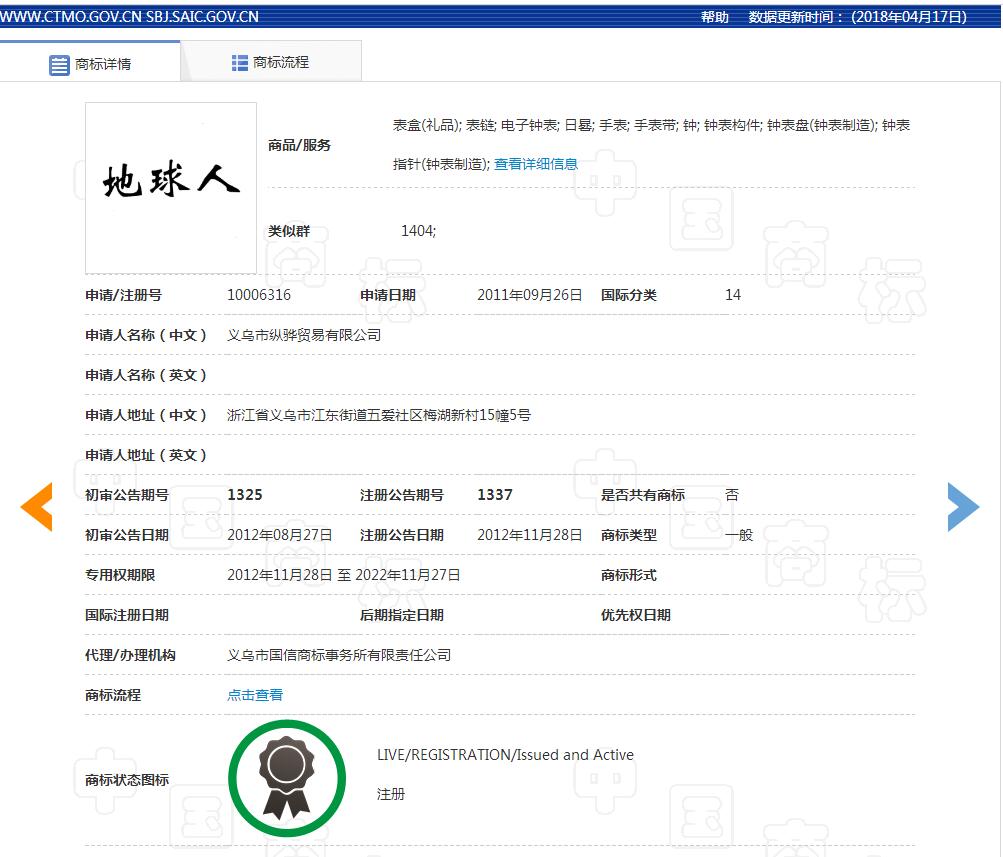 WWW.CTMO.GOV.CN SBJ.SAIC.GOV.CN 帮助 数据更新时间： (2018年04月17日)
商标详情 商标流程
地球人
商品/服务 表盒(礼品); 表链; 电子钟表; 日晷; 手表; 手表带; 钟; 钟表构件; 钟表盘(钟表制造); 钟表
指针(钟表制造); 查看详细信息
类似群 1404;
申请/注册号 10006316 申请日期 2011年09月26日 国际分类 14
申请人名称（中文） 义乌市纵骅贸易有限公司
申请人名称（英文）
申请人地址（中文） 浙江省义乌市江东街道五爱社区梅湖新村15幢5号
申请人地址（英文）
初审公告期号 1325 注册公告期号 1337 是否共有商标 否
初审公告日期 2012年08月27日 注册公告日期 2012年11月28日 商标类型 一般
专用权期限 2012年11月28日 至 2022年11月27日 商标形式
国际注册日期 后期指定日期 优先权日期
代理/办理机构 义乌市国信商标事务所有限责任公司
商标流程 点击查看
商标状态图标 LIVE/REGISTRATION/Issued and Active
注册
中国商标
中国商标
中国商